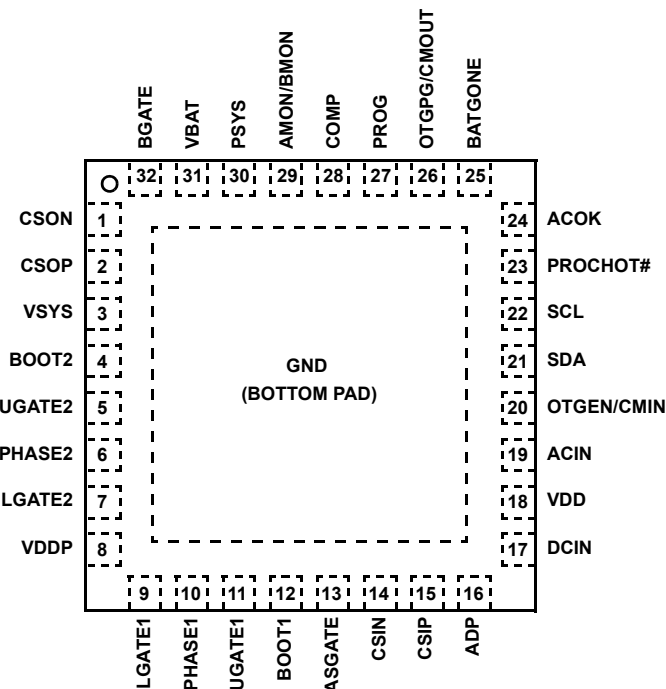 BGATE
VBAT
PSYS
AMON/BMON
COMP
PROG
OTGPG/CMOUT
BATGONE
32 31 30 29 28 27 26 25
CSON 1
CSOP 2
VSYS 3
BOOT2 4
UGATE2 5
PHASE2 6
LGATE2 7
VDDP 8
GND
(BOTTOM PAD)
24 ACOK
23 PROCHOT#
22 SCL
21 SDA
20 OTGEN/CMIN
19 ACIN
18 VDD
17 DCIN
9 10 11 12 13 14 15 16
LGATE1
PHASE1
UGATE1
BOOT1
ASGATE
CSIN
CSIP
ADP